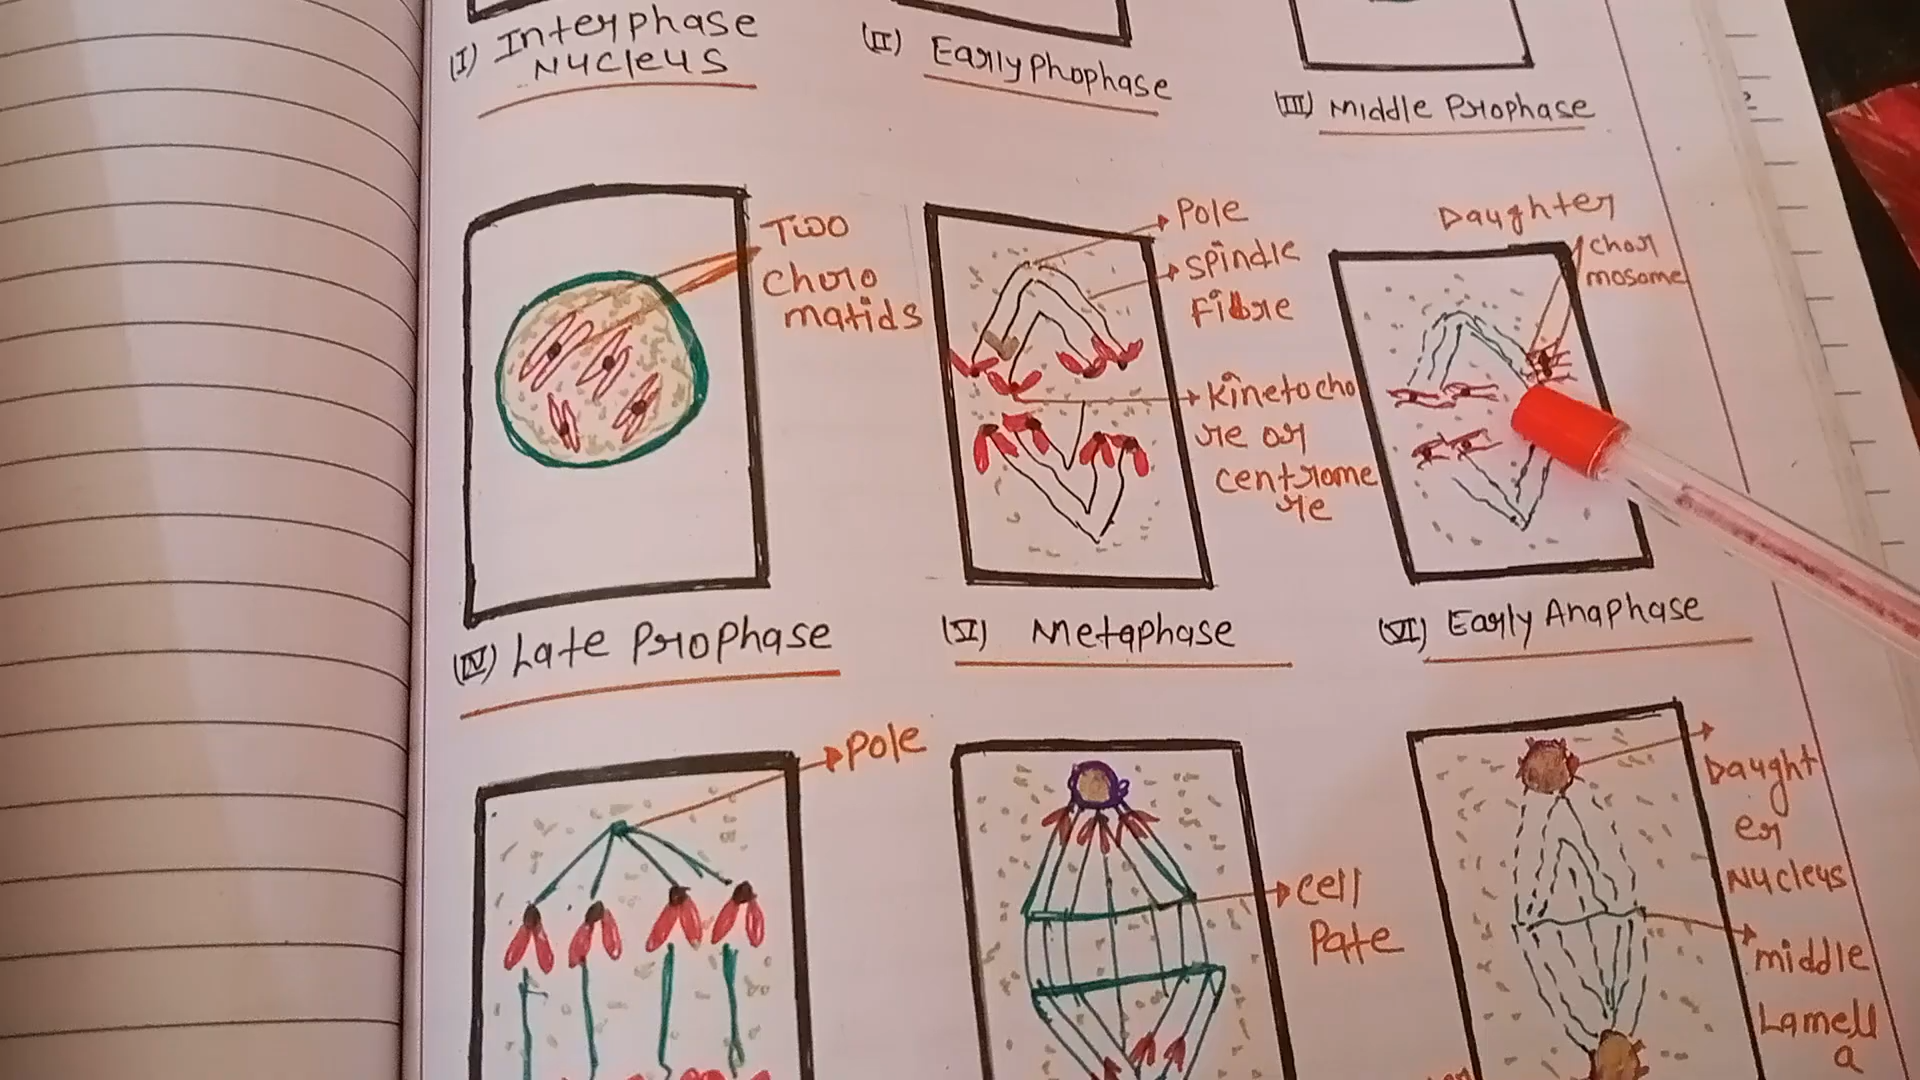 (I) Interphase
Nucleus
(II) Early Phophase
(III) Middle Prophase
Two
Chro
matids
Pole
Spindle
Fibre
Kinetocho
re or
centrome
re
Daughter
chor
mosome
(IV) Late Prophase
(V) Metaphase
(VI) Early Anaphase
Pole
Cell
Pate
Daught
er
Nucleus
middle
Lamell
a